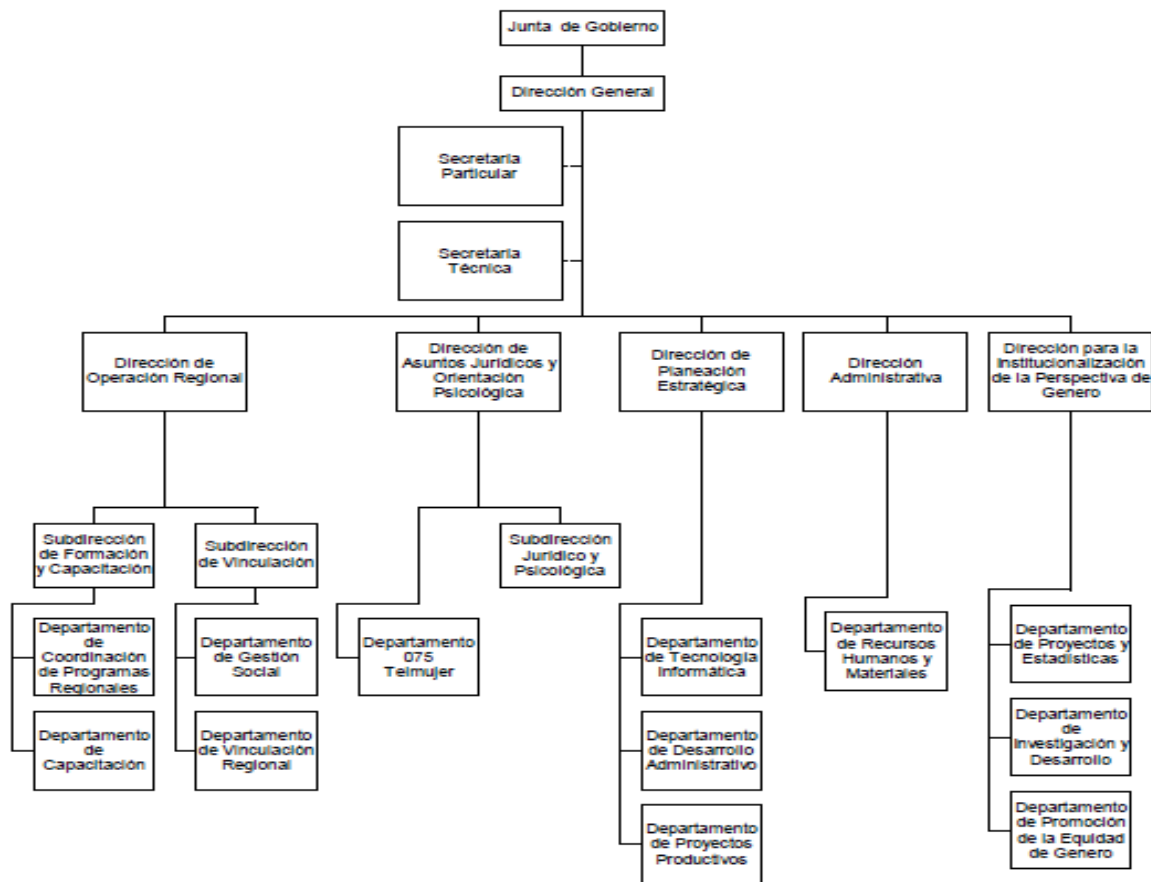 Junta de Gobierno
Dirección General
Secretaria
Particular
Secretaria
Técnica
Dirección de
Operación Regional
Dirección de
Asuntos Jurídicos y
Orientación
Psicológica
Dirección de
Planeación
Estratégica
Dirección
Administrativa
Dirección para la
Institucionalización
de la Perspectiva de
Genero
Subdirección
de Formación
y Capacitación
Subdirección
de Vinculación
Subdirección
Jurídico y
Psicológica
Departamento
de
Coordinación
de Programas
Regionales
Departamento
de Gestión
Social
Departamento
075
Telmujer
Departamento
de Tecnología
Informática
Departamento
de Recursos
Humanos y
Materiales
Departamento
de Proyectos y
Estadísticas
Departamento
de
Capacitación
Departamento
de Vinculación
Regional
Departamento
de Desarrollo
Administrativo
Departamento
de
Investigación y
Desarrollo
Departamento
de Proyectos
Productivos
Departamento
de Promoción
de la Equidad
de Genero